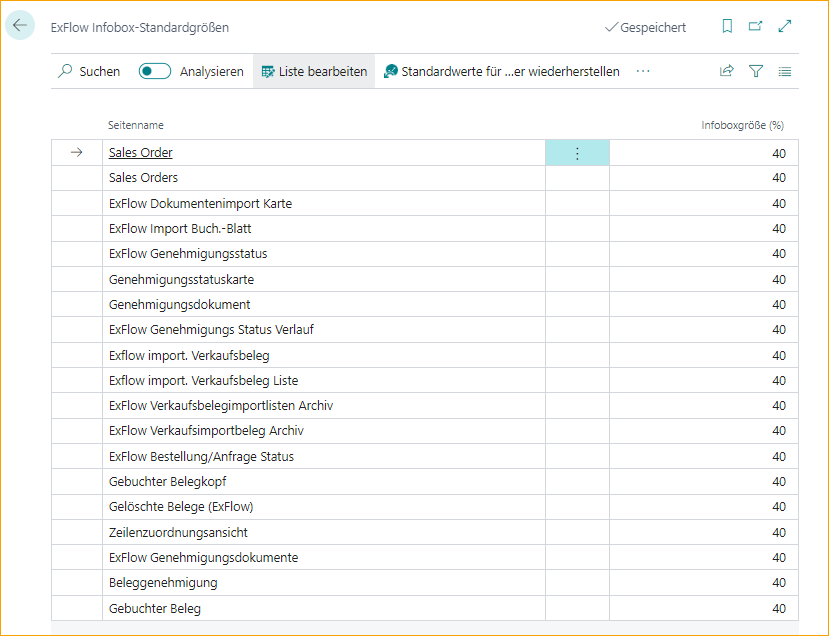 ExFlow Infobox-Standardgrößen
Gespeichert
Suchen Analysieren Liste bearbeiten Standardwerte für ...er wiederherstellen ...
Seitenname Infoboxgröße (%)
Sales Order 40
Sales Orders 40
ExFlow Dokumentenimport Karte 40
ExFlow Import Buch.-Blatt 40
ExFlow Genehmigungsstatus 40
Genehmigungsstatuskarte 40
Genehmigungsdokument 40
ExFlow Genehmigungs Status Verlauf 40
Exflow import. Verkaufsbeleg 40
Exflow import. Verkaufsbeleg Liste 40
ExFlow Verkaufsbelegimportlisten Archiv 40
ExFlow Verkaufsimportbeleg Archiv 40
ExFlow Bestellung/Anfrage Status 40
Gebuchter Belegkopf 40
Gelöschte Belege (ExFlow) 40
Zeilenzuordnungsansicht 40
ExFlow Genehmigungsdokumente 40
Beleggenehmigung 40
Gebuchter Beleg 40